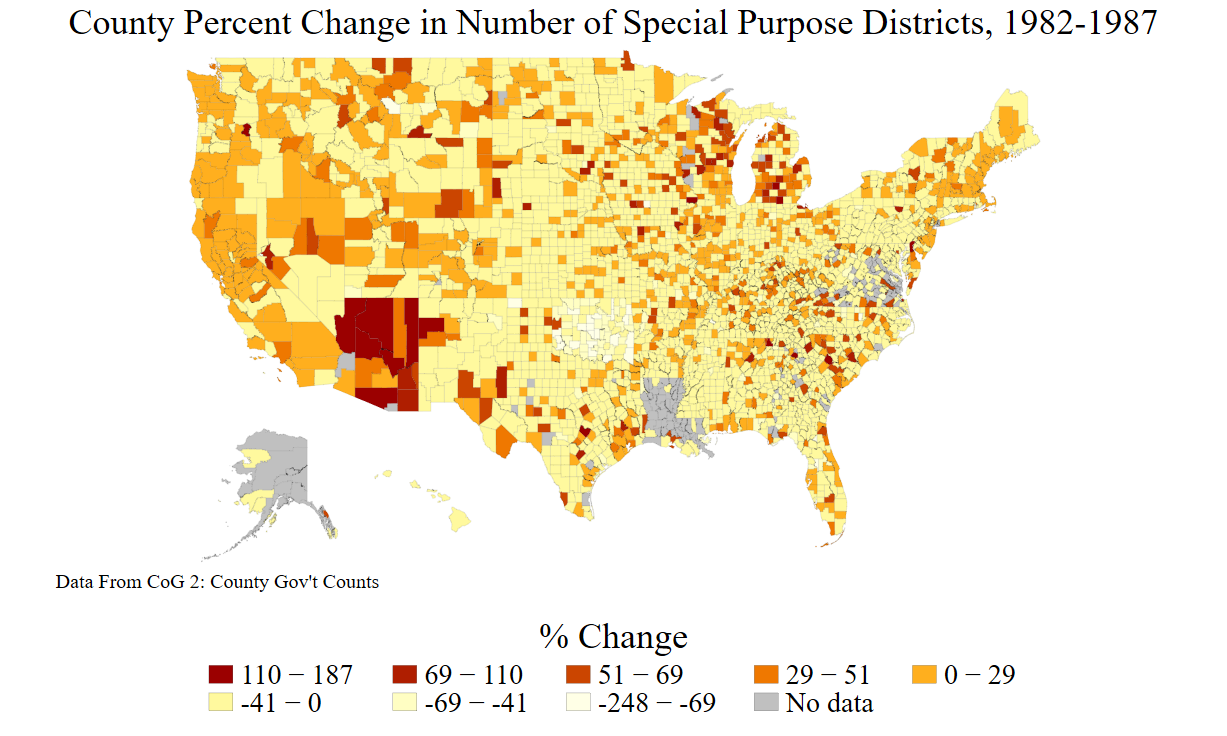 County Percent Change in Number of Special Purpose Districts, 1982-1987
Data From CoG 2: County Gov't Counts
% Change
110 − 187 69 − 110 51 − 69 29 − 51 0 − 29
-41 − 0 -69 − -41 -248 − -69 No data